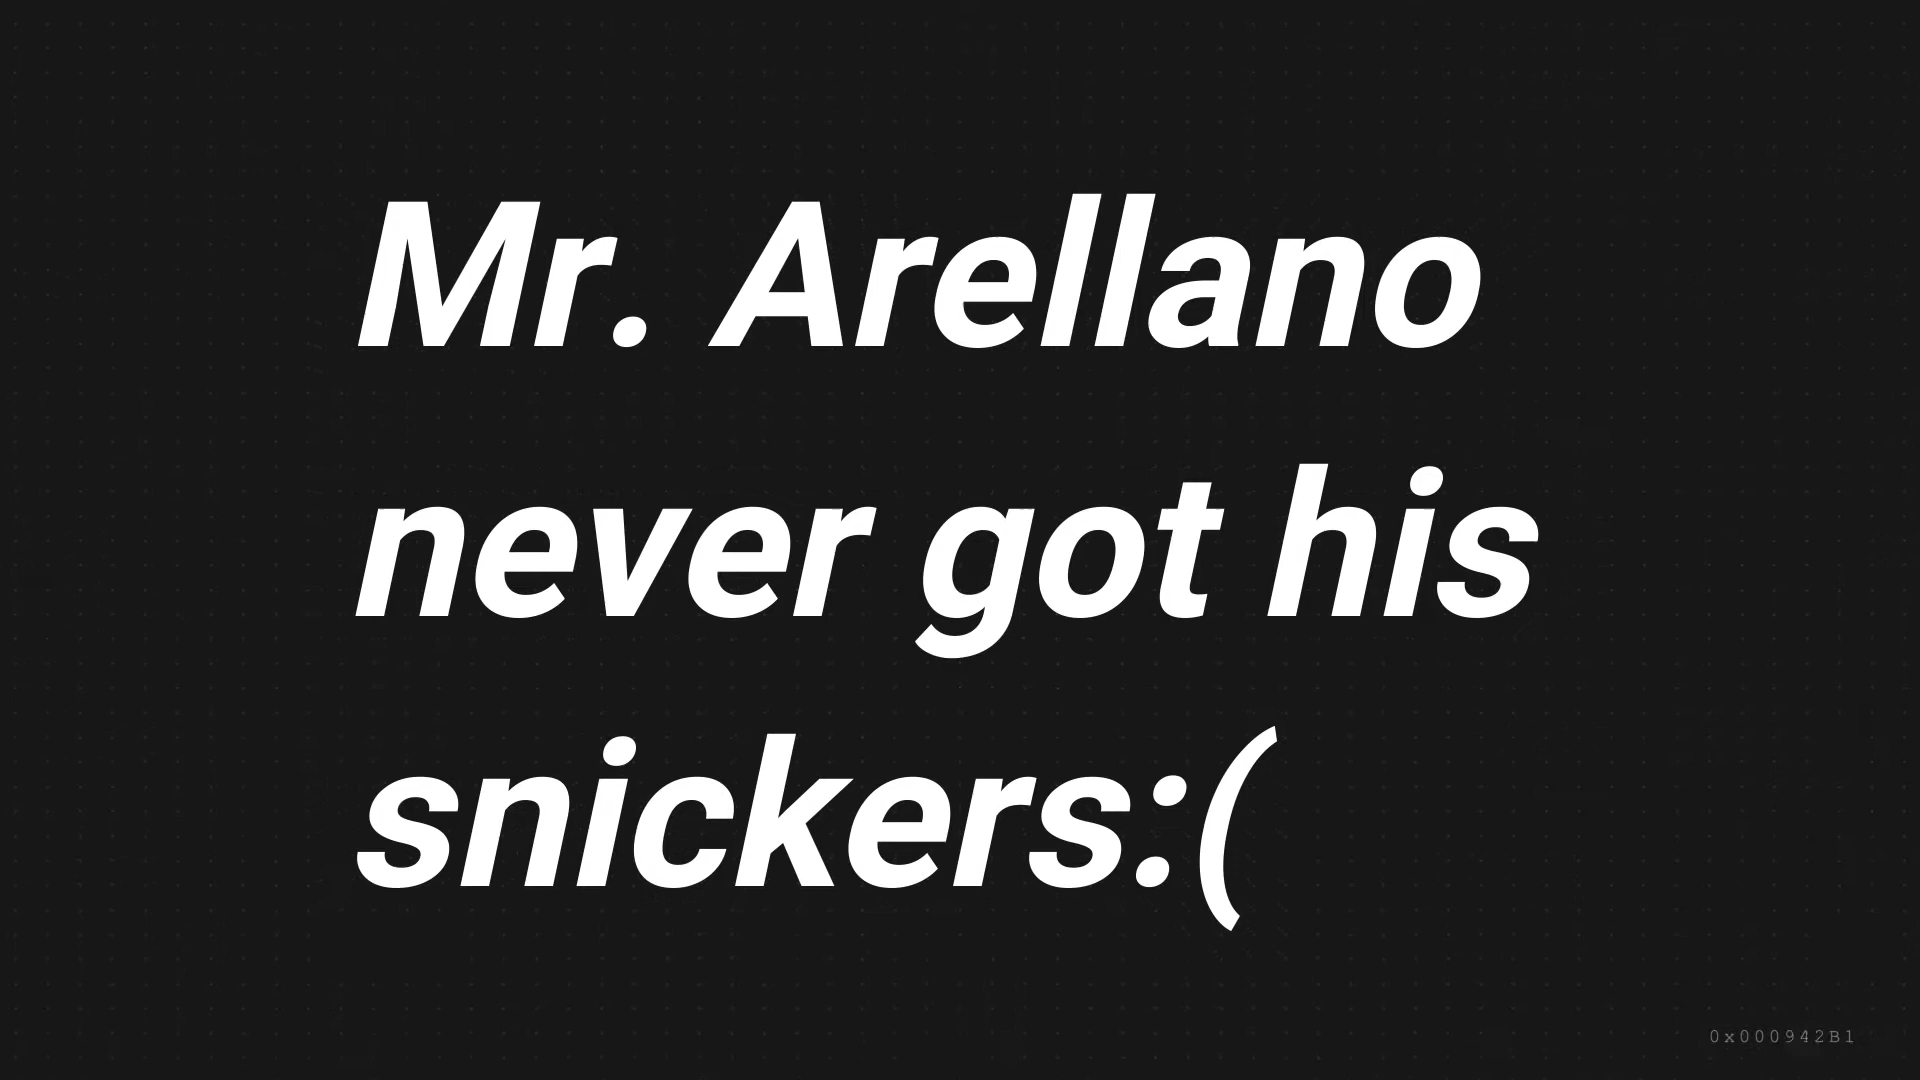 Mr. Arellano
never got his
snickers:(
0x000942B1